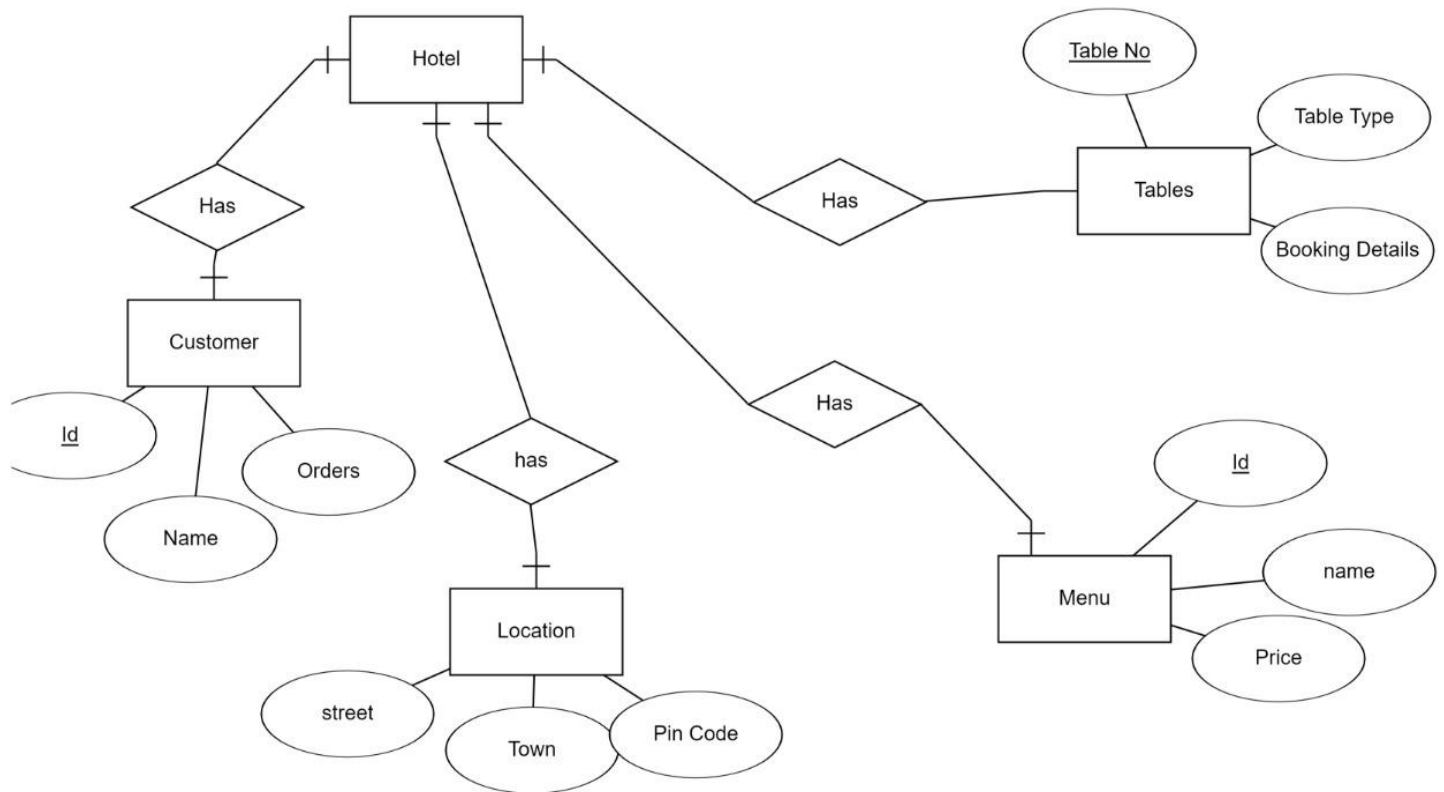 Hotel
Table No
Table Type
Tables
Booking Details
Has
Has
Customer
Id
Orders
Name
has
Has
Location
street
Town
Pin Code
Id
name
Menu
Price